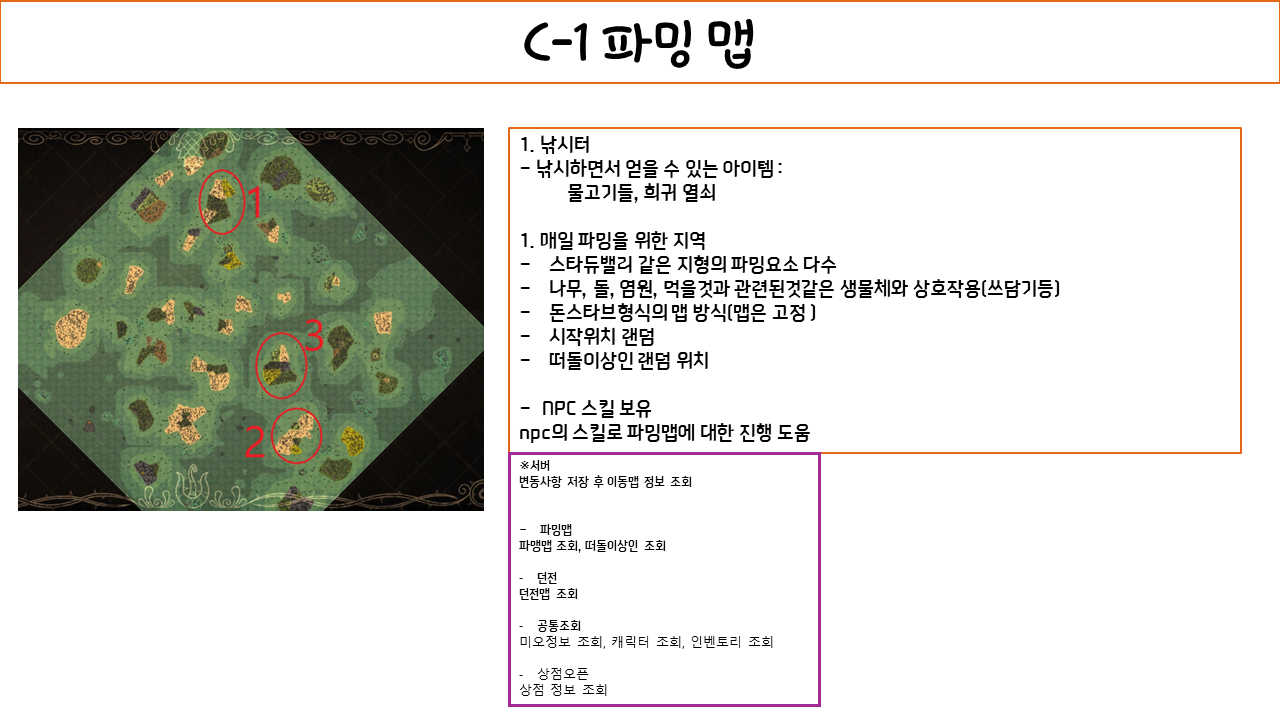 C-1 파밍 맵
1
3
2
1. 낚시터
- 낚시하면서 얻을 수 있는 아이템 :
물고기들, 희귀 열쇠
1. 매일 파밍을 위한 지역
- 스타듀밸리 같은 지형의 파밍요소 다수
- 나무, 돌, 염원, 먹을것과 관련된것같은 생물체와 상호작용(쓰담기등)
- 돈스타브형식의 맵 방식(맵은 고정 )
- 시작위치 랜덤
- 떠돌이상인 랜덤 위치
- NPC 스킬 보유
npc의 스킬로 파밍맵에 대한 진행 도움
※서버
변동사항 저장 후 이동맵 정보 조회
- 파밍맵
파맹맵 조회, 떠돌이상인 조회
- 던전
던전맵 조회
- 공통조회
미오정보 조회, 캐릭터 조회, 인벤토리 조회
- 상점오픈
상점 정보 조회